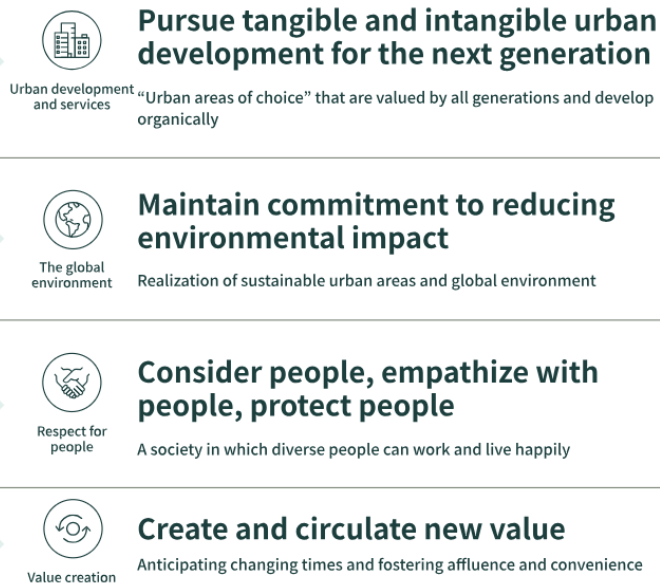 Pursue tangible and intangible urban
development for the next generation
Urban development
and services
“Urban areas of choice” that are valued by all generations and develop
organically
Maintain commitment to reducing
environmental impact
The global
environment
Realization of sustainable urban areas and global environment
Consider people, empathize with
people, protect people
Respect for
people
A society in which diverse people can work and live happily
Create and circulate new value
Value creation
Anticipating changing times and fostering affluence and convenience